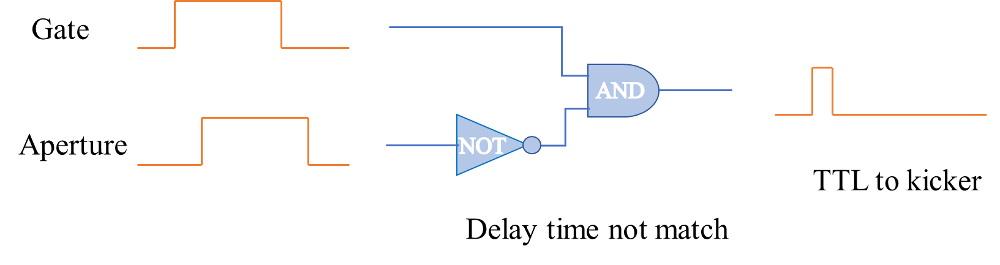 Gate
AND
Aperture
NOT
TTL to kicker
Delay time not match